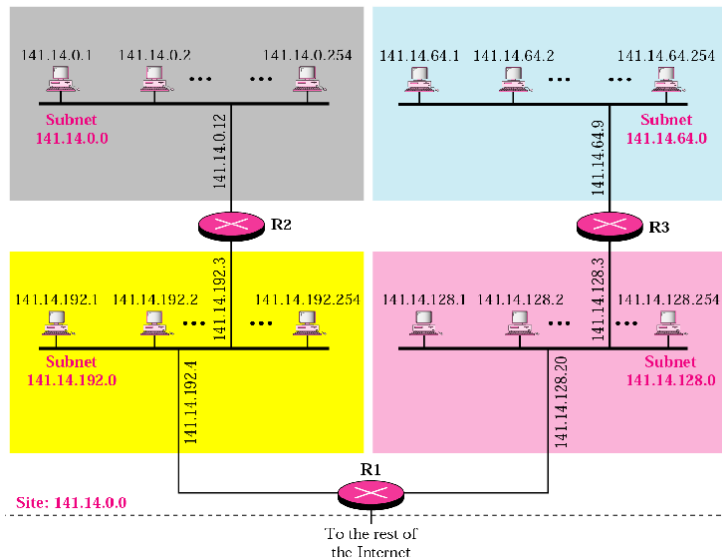 141.14.0.1 141.14.0.2 ••• ••• 141.14.0.254
Subnet
141.14.0.0
141.14.0.12
141.14.64.1 141.14.64.2 ••• ••• 141.14.64.254
Subnet
141.14.64.0
141.14.64.9
R2
R3
141.14.192.1 141.14.192.2 ••• ••• 141.14.192.254
141.14.192.3
Subnet
141.14.192.0
141.14.192.4
141.14.128.1 141.14.128.2 ••• ••• 141.14.128.254
141.14.128.3
Subnet
141.14.128.0
141.14.128.20
R1
Site: 141.14.0.0
To the rest of
the Internet